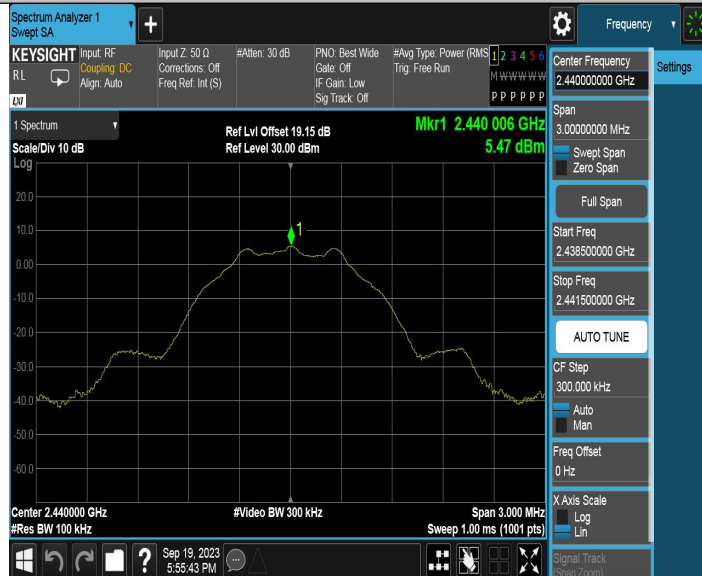 Spectrum Analyzer 1
Swept SA
+
Frequency
KEYSIGHT
RL
LXI
Input: RF
Coupling: DC
Align: Auto
Input Z: 50 Ω
Corrections: Off
Freq Ref: Int (S)
#Atten: 30 dB
PNO: Best Wide
Gate: Off
IF Gain: Low
Sig Track: Off
#Avg Type: Power (RMS
Trig: Free Run
1 2 3 4 5 6
M W W W W W
P P P P P P
1 Spectrum
Scale/Div 10 dB
Log
Ref Lvl Offset 19.15 dB
Ref Level 30.00 dBm
Mkr1 2.440 006 GHz
5.47 dBm
20.0
10.0
0.00
-10.0
-20.0
-30.0
-40.0
-50.0
-60.0
1
Center 2.440000 GHz
#Res BW 100 kHz
#Video BW 300 kHz
Span 3.000 MHz
Sweep 1.00 ms (1001 pts)
Sep 19, 2023
5:55:43 PM
Center Frequency
2.440000000 GHz
Span
3.00000000 MHz
Swept Span
Zero Span
Full Span
Start Freq
2.438500000 GHz
Stop Freq
2.441500000 GHz
AUTO TUNE
CF Step
300.000 kHz
Auto
Man
Freq Offset
0 Hz
X Axis Scale
Log
Lin
Signal Track
(Span Zoom)
Settings